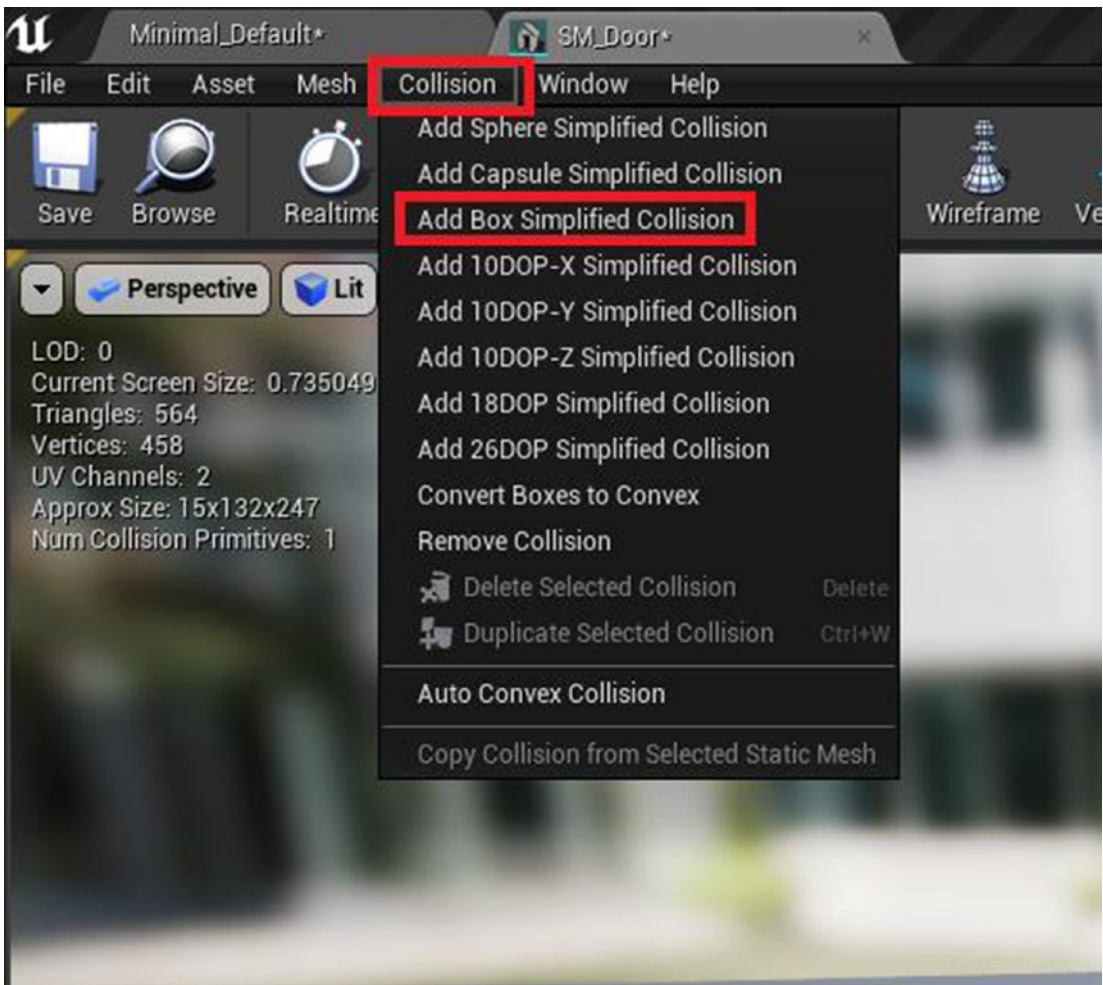 Minimal_Default*
SM_Door*
File Edit Asset Mesh Collision Window Help
Save Browse Realtime Wireframe Ve
Add Sphere Simplified Collision
Add Capsule Simplified Collision
Add Box Simplified Collision
Add 10DOP-X Simplified Collision
Add 10DOP-Y Simplified Collision
Add 10DOP-Z Simplified Collision
Add 18DOP Simplified Collision
Add 26DOP Simplified Collision
Convert Boxes to Convex
Remove Collision
Delete Selected Collision Delete
Duplicate Selected Collision Ctrl+W
Auto Convex Collision
Copy Collision from Selected Static Mesh
Perspective Lit
LOD: 0
Current Screen Size: 0.735049
Triangles: 564
Vertices: 458
UV Channels: 2
Approx Size: 15x132x247
Num Collision Primitives: 1